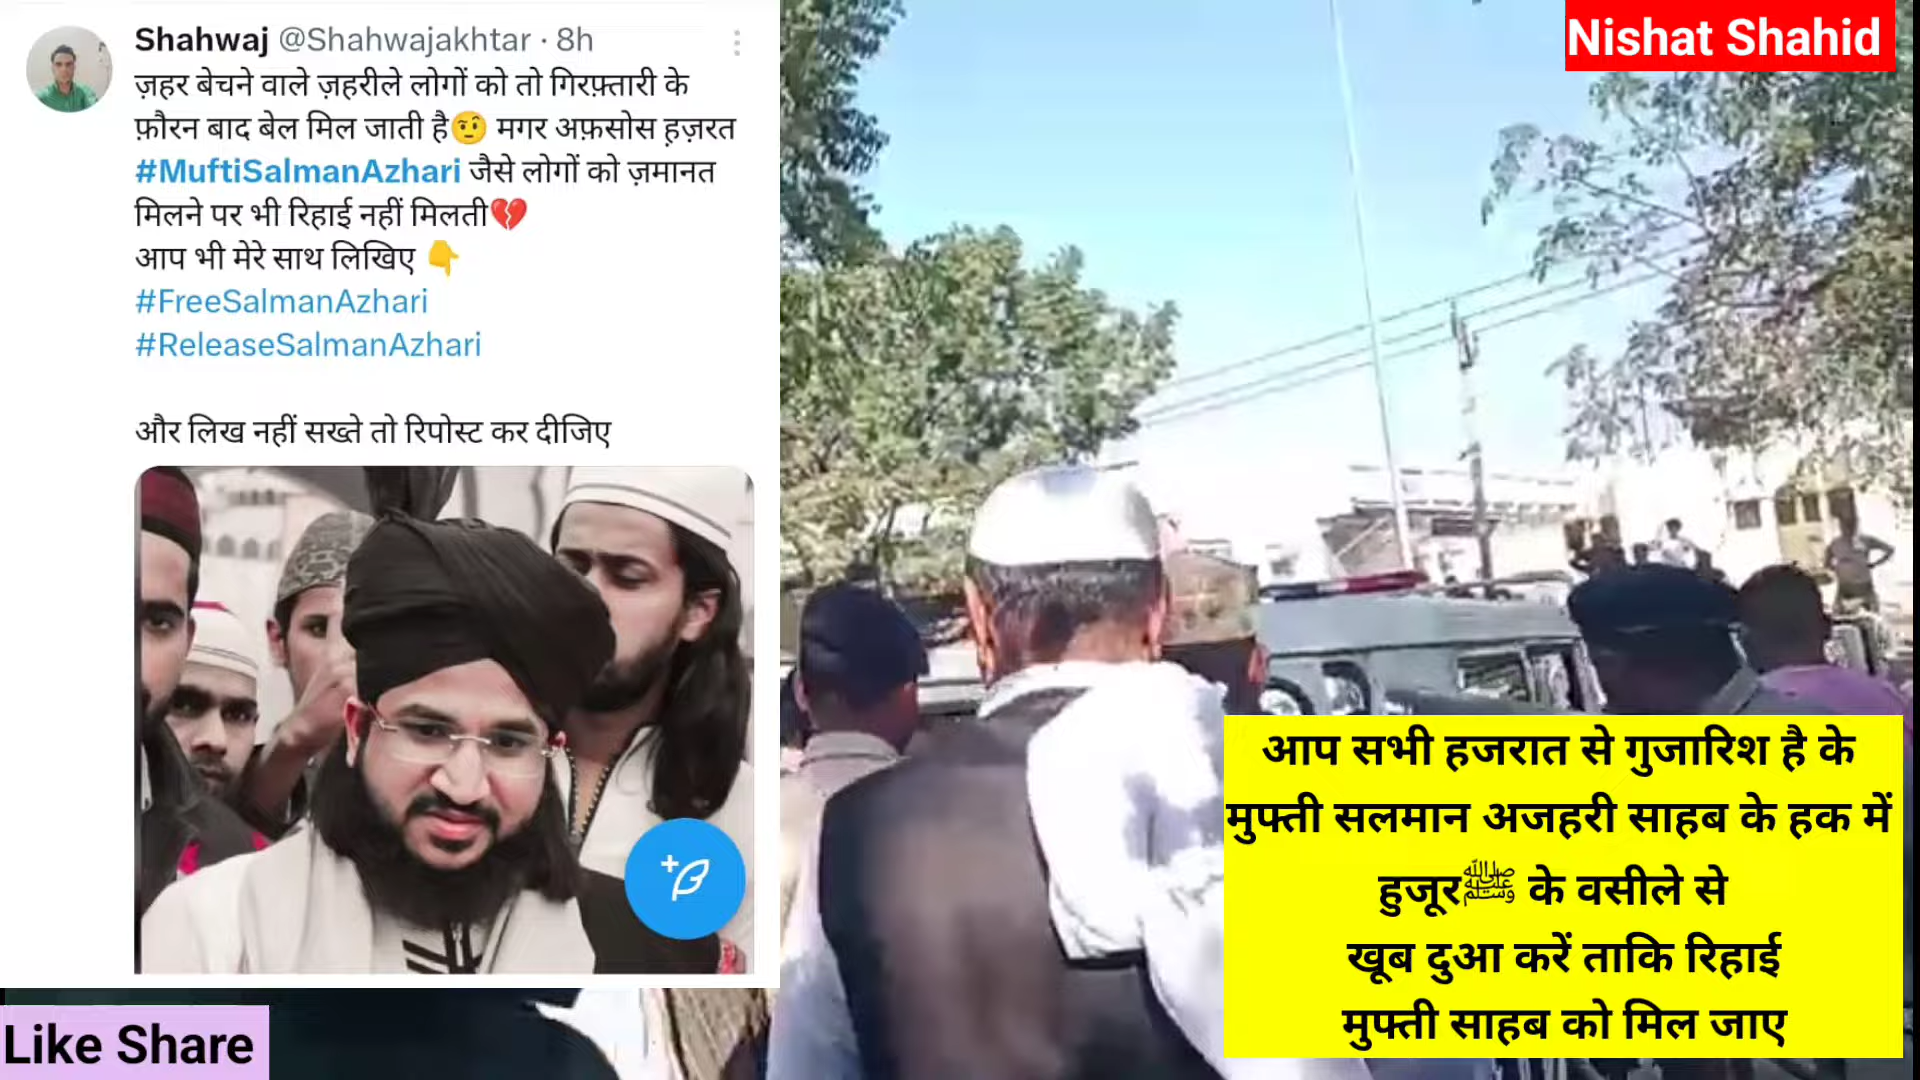 Shahwaj @Shahwajakhtar · 8h
ज़हर बेचने वाले ज़हरीले लोगों को तो गिरफ़्तारी के
फ़ौरन बाद बेल मिल जाती है🤨 मगर अफ़सोस हज़रत
#MuftiSalmanAzhari जैसे लोगों को ज़मानत
मिलने पर भी रिहाई नहीं मिलती💔
आप भी मेरे साथ लिखिए 👇
#FreeSalmanAzhari
#ReleaseSalmanAzhari
और लिख नहीं सख्ते तो रिपोस्ट कर दीजिए
Like Share
Nishat Shahid
आप सभी हजरात से गुजारिश है के
मुफ्ती सलमान अजहरी साहब के हक में
हुजूरﷺ के वसीले से
खूब दुआ करें ताकि रिहाई
मुफ्ती साहब को मिल जाए